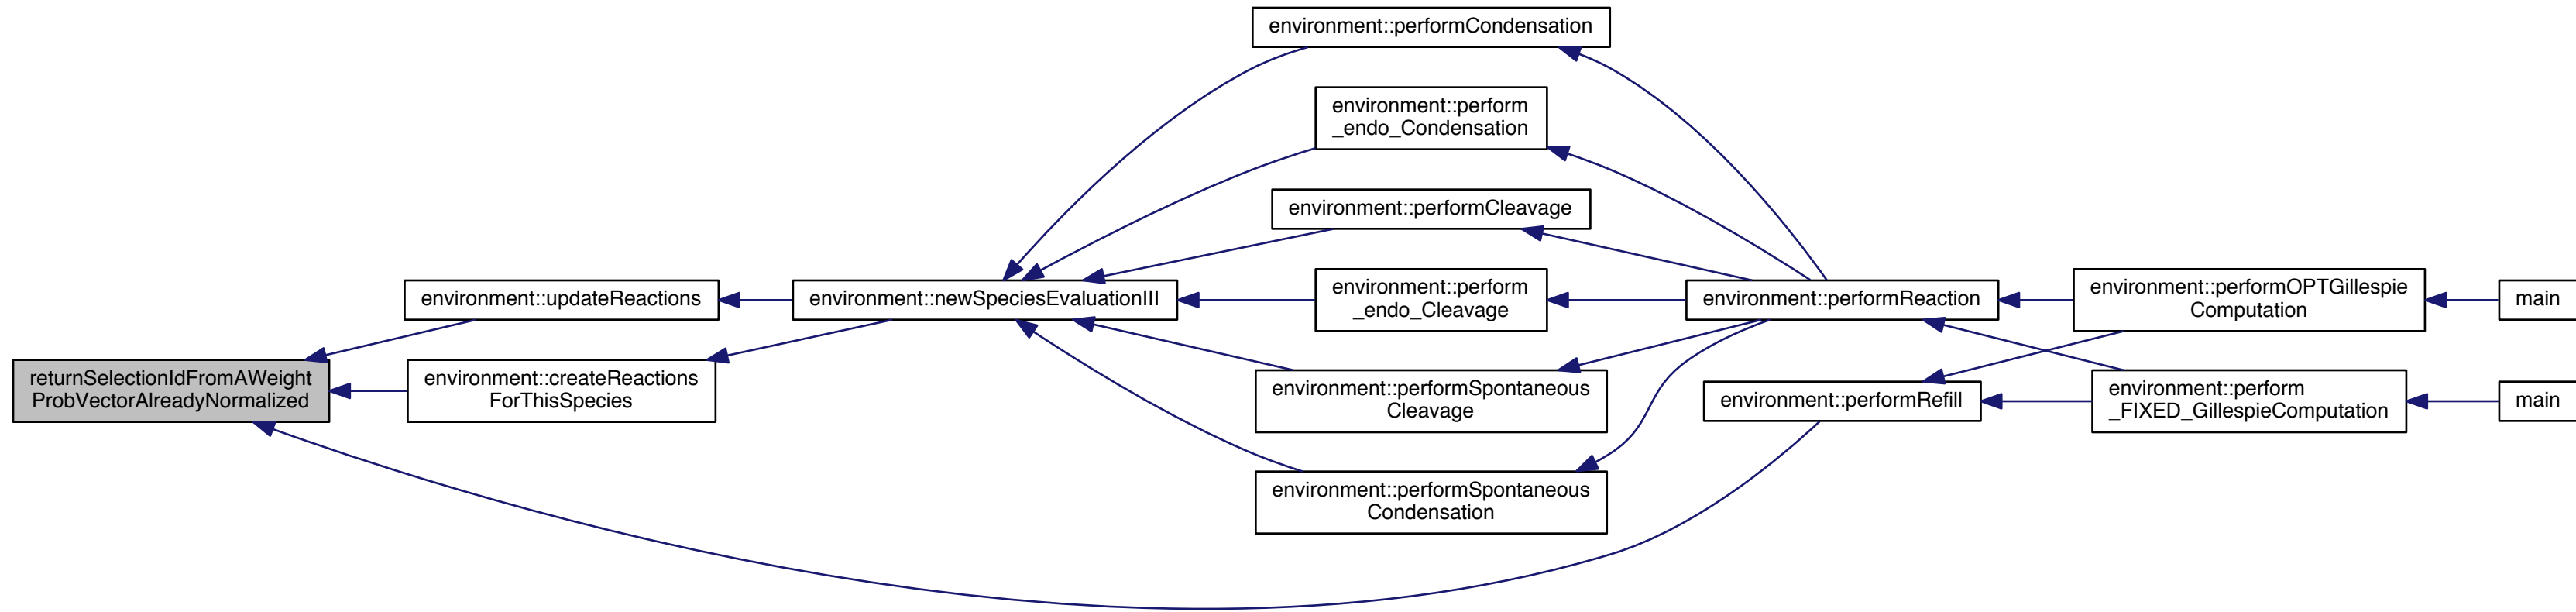 returnSelectionIdFromAWeight
ProbVectorAlreadyNormalized
environment::updateReactions
environment::createReactions
ForThisSpecies
environment::newSpeciesEvaluationIII
environment::performCondensation
environment::perform
_endo_Condensation
environment::performCleavage
environment::perform
_endo_Cleavage
environment::performSpontaneous
Cleavage
environment::performSpontaneous
Condensation
environment::performReaction
environment::performRefill
environment::performOPTGillespie
Computation
environment::perform
_FIXED_GillespieComputation
main
main